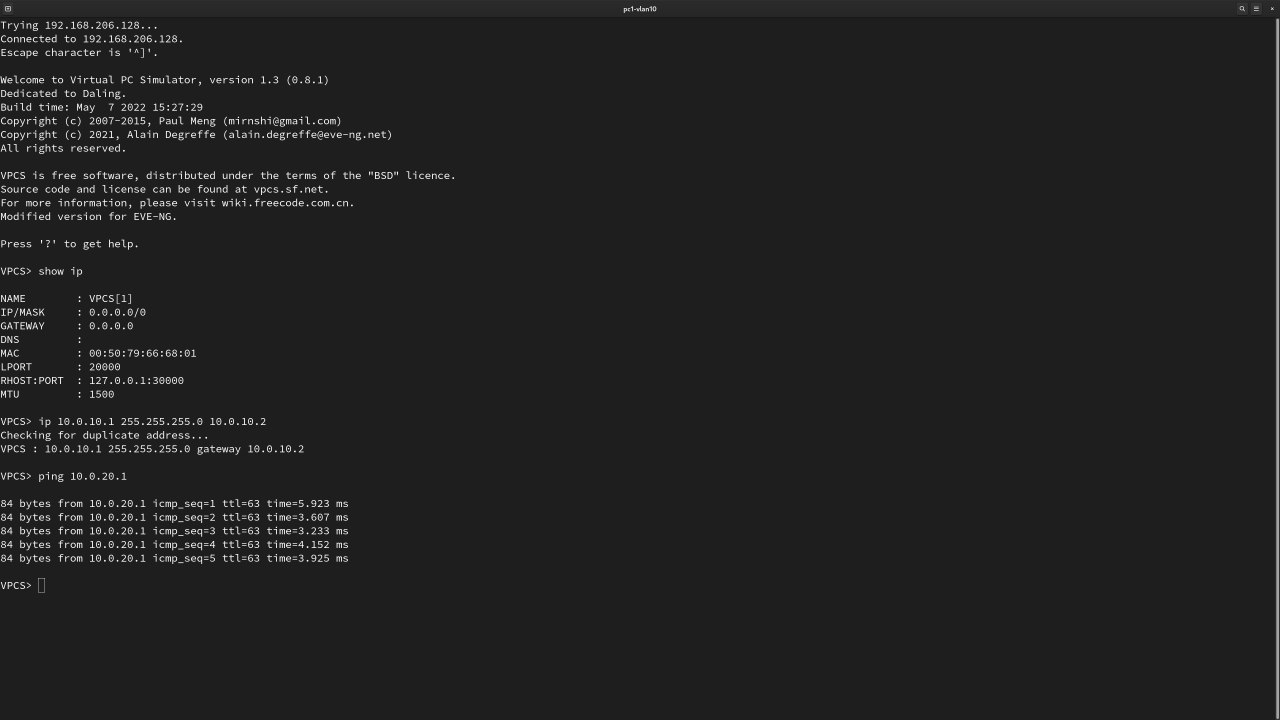 pc1-vlan10
Trying 192.168.206.128...
Connected to 192.168.206.128.
Escape character is '^]'.
Welcome to Virtual PC Simulator, version 1.3 (0.8.1)
Dedicated to Daling.
Build time: May  7 2022 15:27:29
Copyright (c) 2007-2015, Paul Meng (mirnshi@gmail.com)
Copyright (c) 2021, Alain Degreffe (alain.degreffe@eve-ng.net)
All rights reserved.
VPCS is free software, distributed under the terms of the "BSD" licence.
Source code and license can be found at vpcs.sf.net.
For more information, please visit wiki.freecode.com.cn.
Modified version for EVE-NG.
Press '?' to get help.
VPCS> show ip
NAME        : VPCS[1]
IP/MASK     : 0.0.0.0/0
GATEWAY     : 0.0.0.0
DNS         :
MAC         : 00:50:79:66:68:01
LPORT       : 20000
RHOST:PORT  : 127.0.0.1:30000
MTU         : 1500
VPCS> ip 10.0.10.1 255.255.255.0 10.0.10.2
Checking for duplicate address...
VPCS : 10.0.10.1 255.255.255.0 gateway 10.0.10.2
VPCS> ping 10.0.20.1
84 bytes from 10.0.20.1 icmp_seq=1 ttl=63 time=5.923 ms
84 bytes from 10.0.20.1 icmp_seq=2 ttl=63 time=3.607 ms
84 bytes from 10.0.20.1 icmp_seq=3 ttl=63 time=3.233 ms
84 bytes from 10.0.20.1 icmp_seq=4 ttl=63 time=4.152 ms
84 bytes from 10.0.20.1 icmp_seq=5 ttl=63 time=3.925 ms
VPCS>